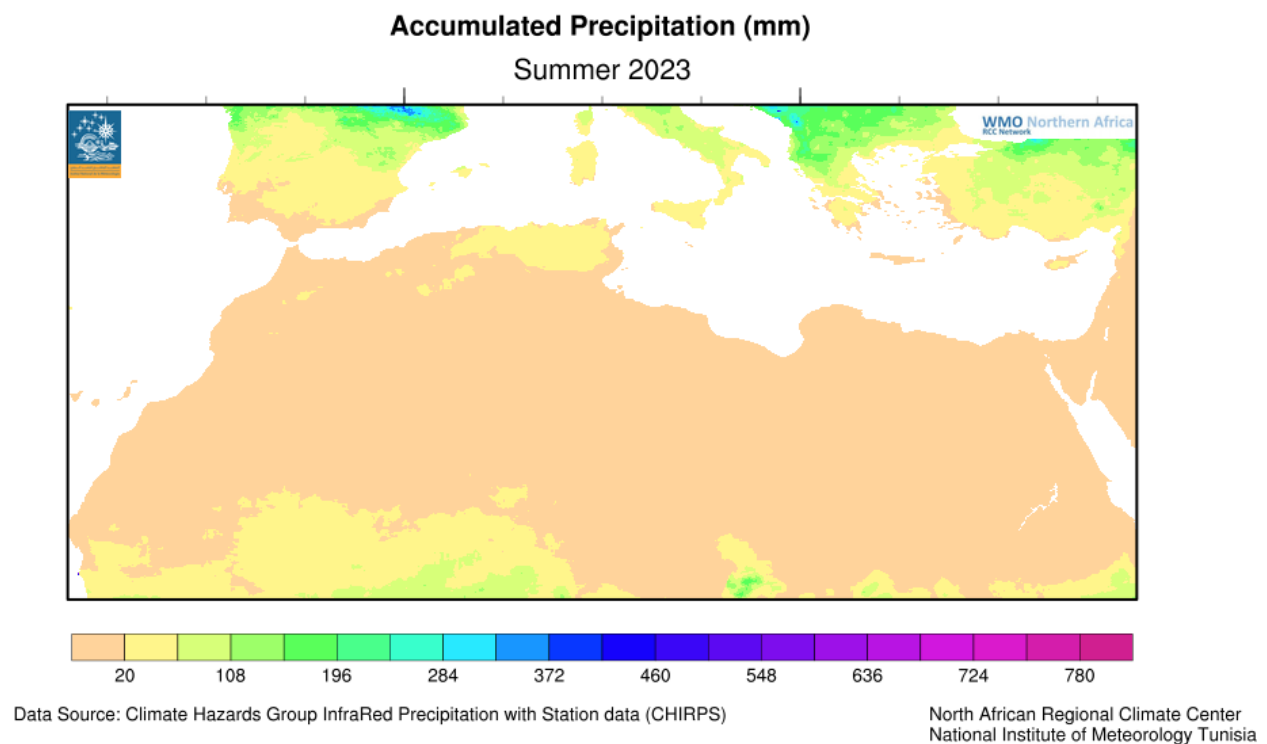 Accumulated Precipitation (mm)
Summer 2023
WMO Northern Africa
RCC Network
20 108 196 284 372 460 548 636 724 780
Data Source: Climate Hazards Group InfraRed Precipitation with Station data (CHIRPS)
North African Regional Climate Center
National Institute of Meteorology Tunisia